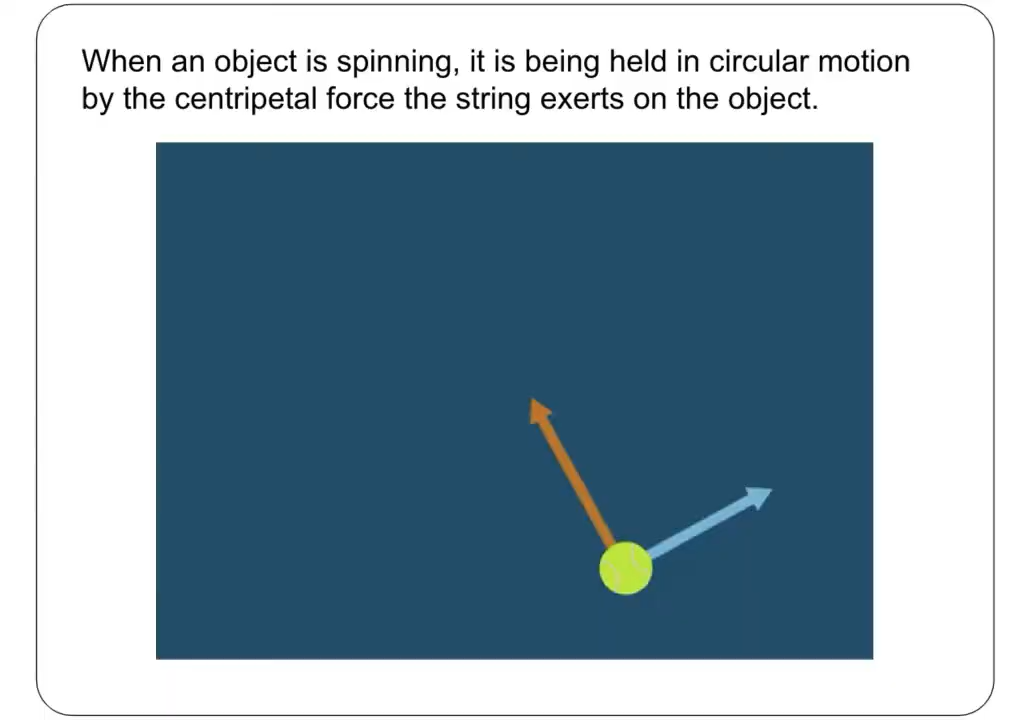 When an object is spinning, it is being held in circular motion
by the centripetal force the string exerts on the object.